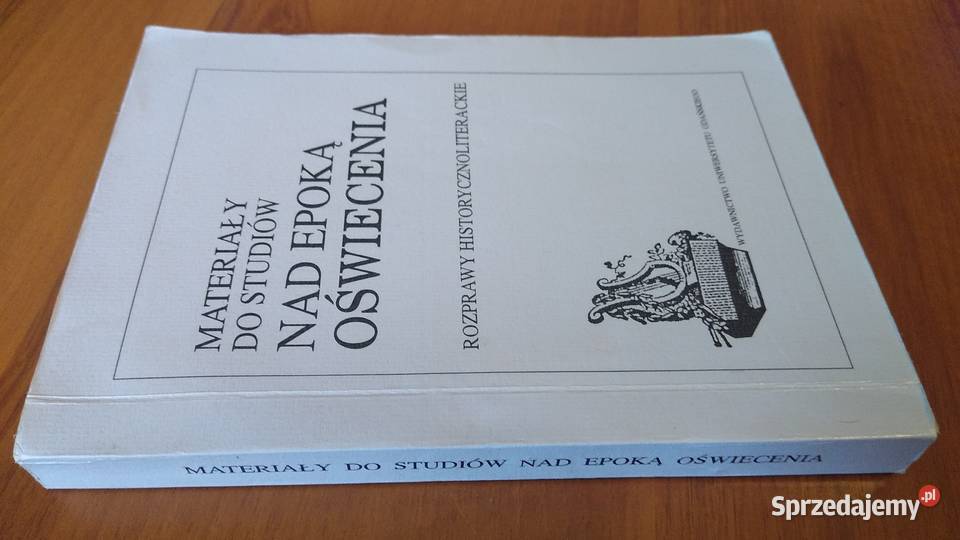 MATERIAŁY
DO STUDIÓW
NAD EPOKĄ
OŚWIECENIA
ROZPRAWY HISTORYCZNOLITERACKIE
WYDAWNICTWO UNIWERSYTETU GDAŃSKIEGO
MATERIAŁY DO STUDIÓW NAD EPOKĄ OŚWIECENIA
Sprzedajemy.pl